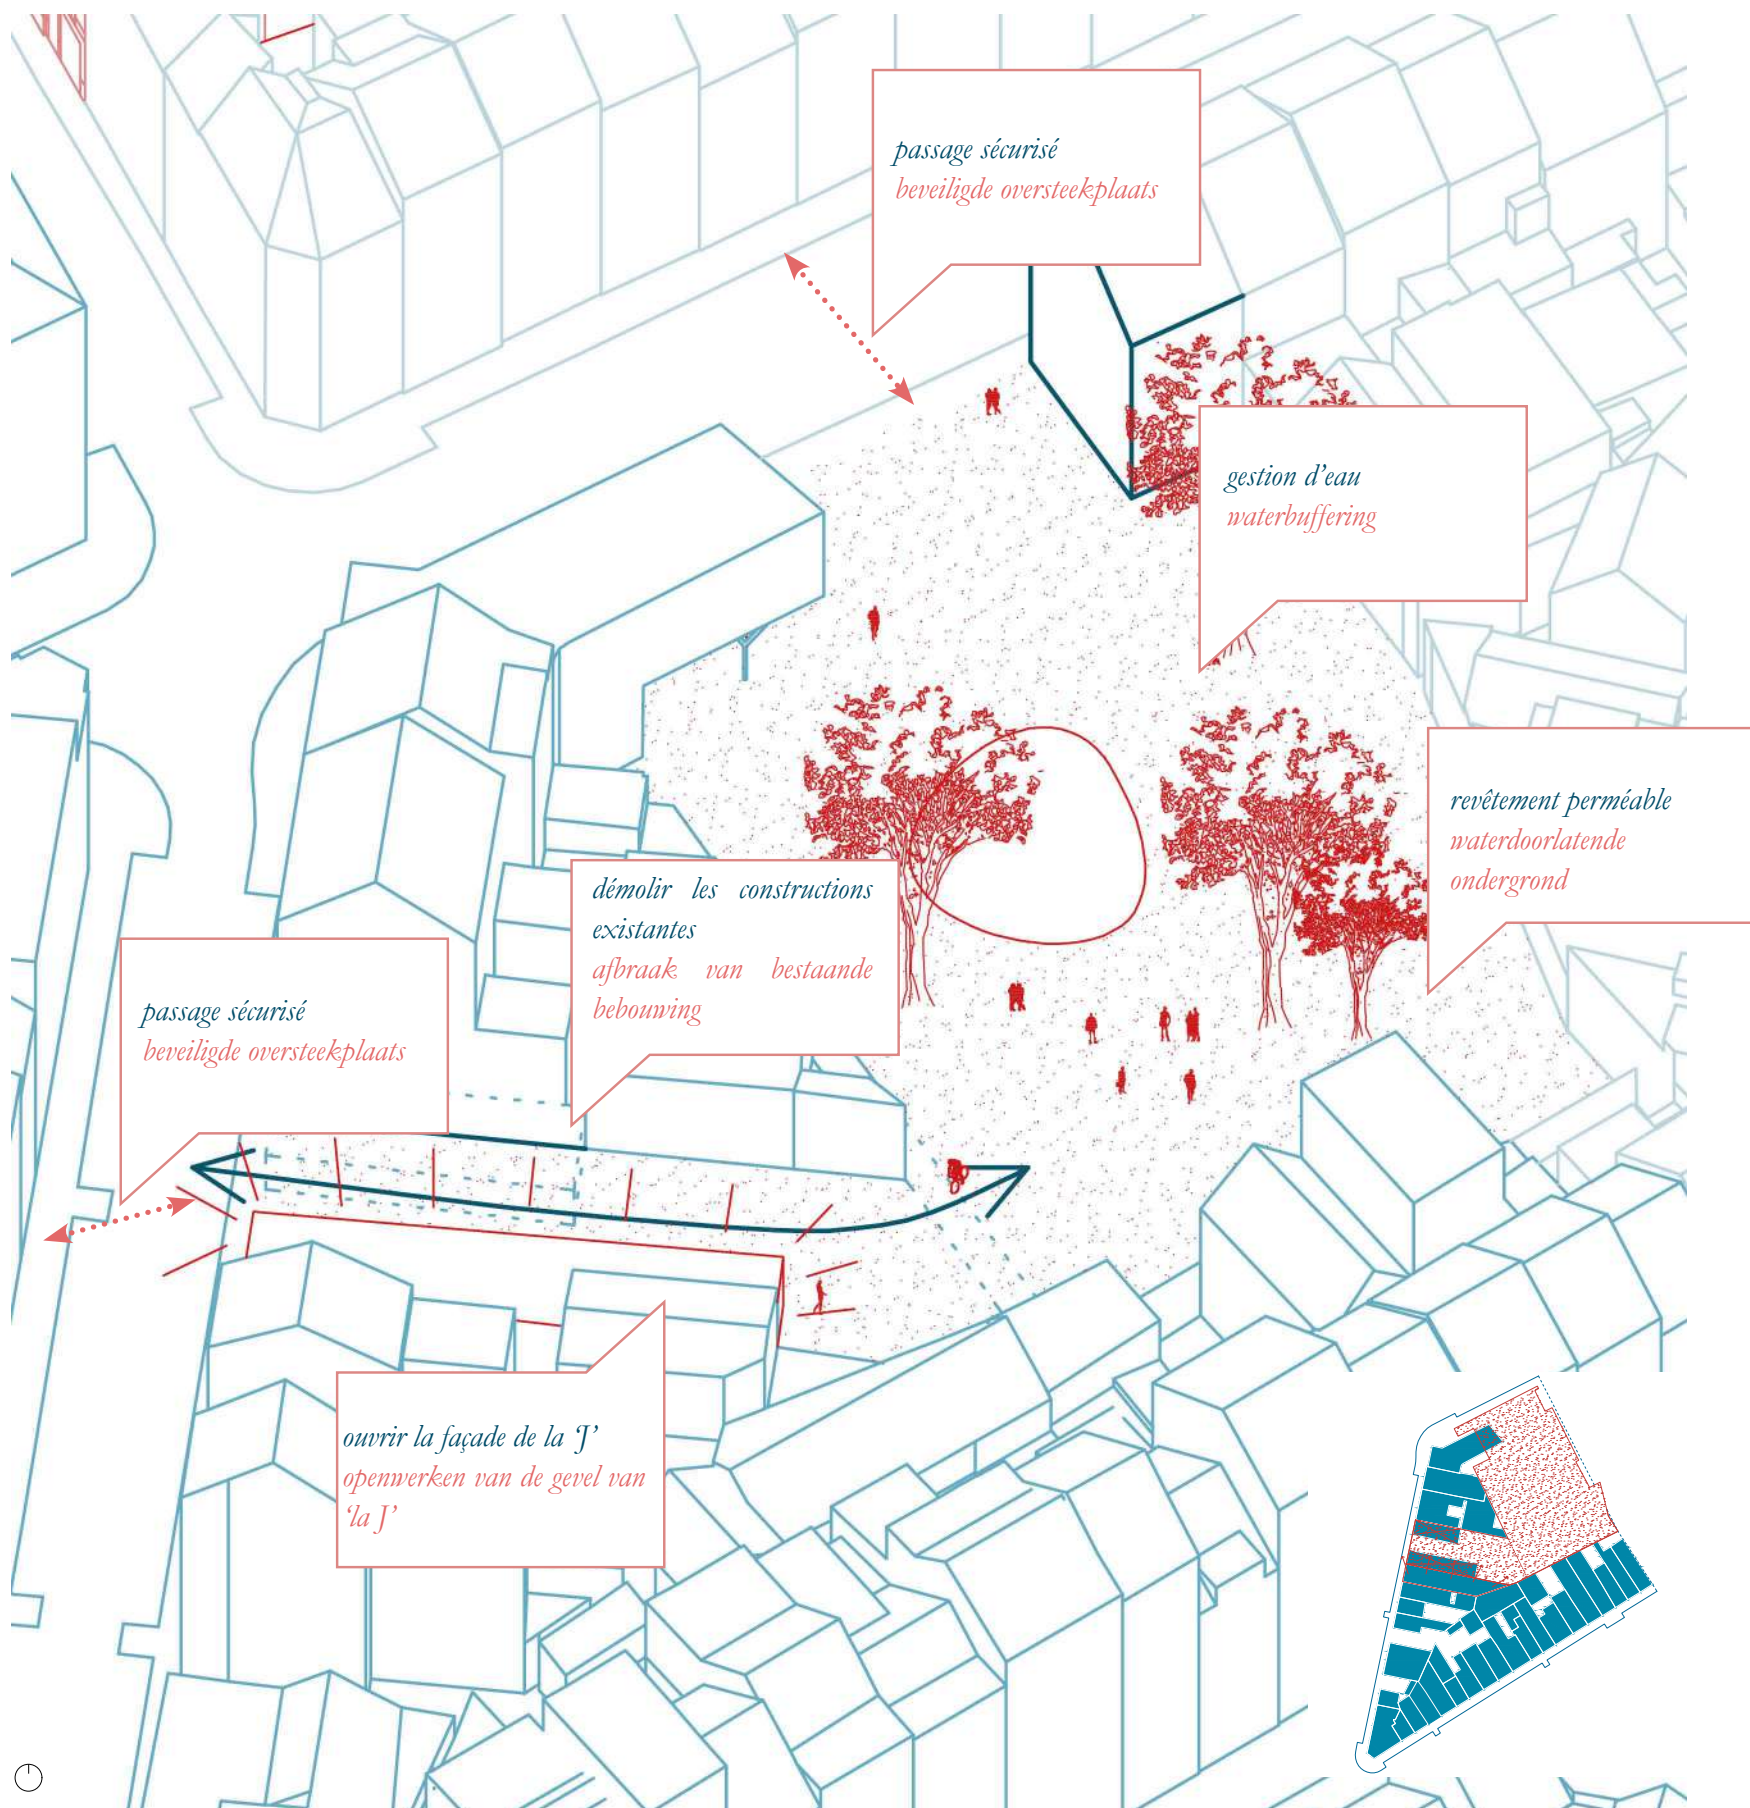 passage sécurisé
beveiligde oversteekplaats
gestion d’eau
waterbuffering
revêtement perméable
waterdoorlatende
ondergrond
démolir les constructions
existantes
afbraak van bestaande
bebouwing
passage sécurisé
beveiligde oversteekplaats
ouvrir la façade de la ‘J’
openwerken van de gevel van
‘la J’